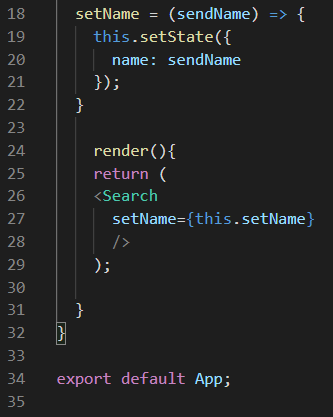 18 setName = (sendName) => {
19 this.setState({
20 name: sendName
21 });
22 }
23
24 render(){
25 return (
26 <Search
27 setName={this.setName}
28 />
29 );
30
31 }
32 }
33
34 export default App;
35